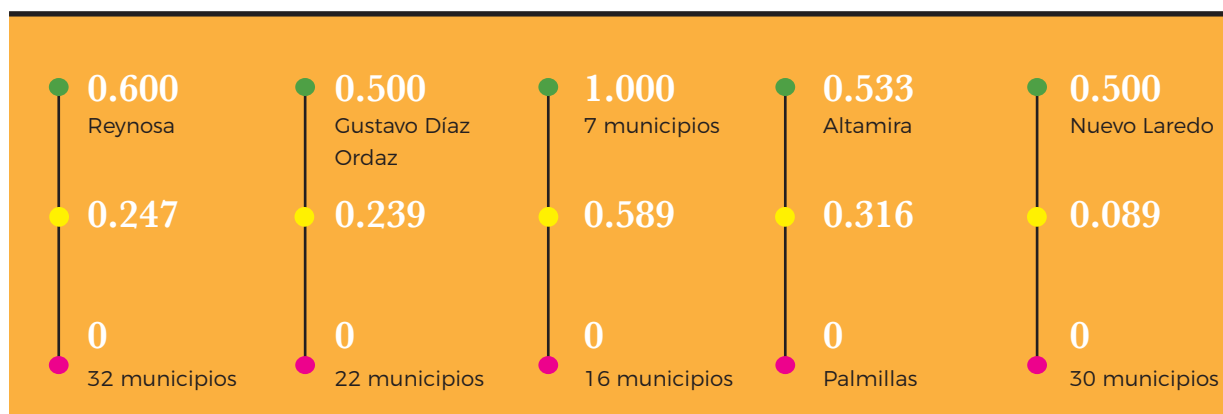 0.600
Reynosa
0.247
0
32 municipios
0.500
Gustavo Díaz
Ordaz
0.239
0
22 municipios
1.000
7 municipios
0.589
0
16 municipios
0.533
Altamira
0.316
0
Palmillas
0.500
Nuevo Laredo
0.089
0
30 municipios